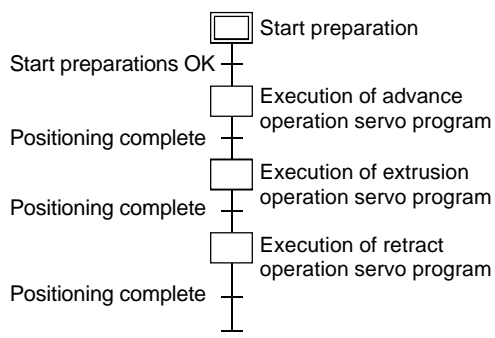 Start preparation
Start preparations OK
Execution of advance
operation servo program
Positioning complete
Execution of extrusion
operation servo program
Positioning complete
Execution of retract
operation servo program
Positioning complete